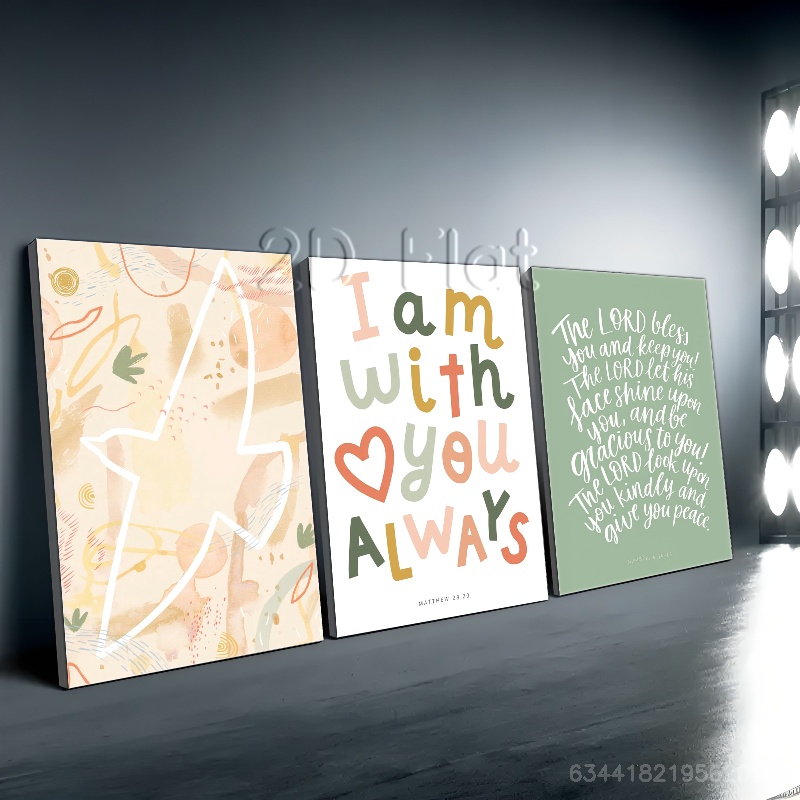 2D Flat
I am
with
you
ALWAYS
MATTHEW 28:20
The LORD bless
you and keep you!
The LORD let his
face shine upon
you, and be
gracious to you!
The LORD look upon
you kindly and
give you peace.